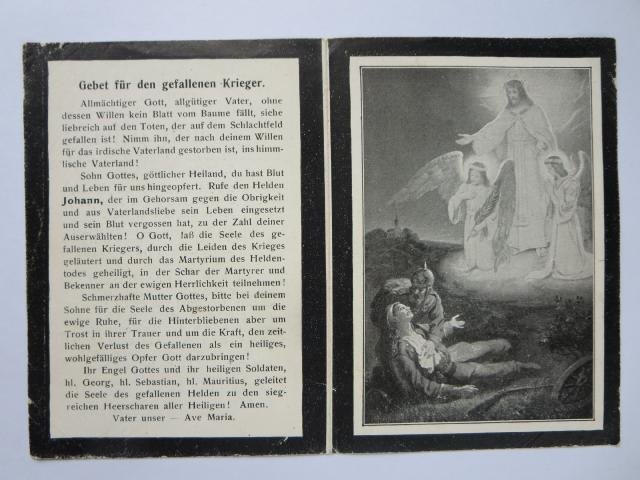 Gebet für den gefallenen Krieger.
Allmächtiger Gott, allgütiger Vater, ohne
dessen Willen kein Blatt vom Baume fällt, siehe
liebreich auf den Toten, der auf dem Schlachtfeld
gefallen ist! Nimm ihn, der nach deinem Willen
für das irdische Vaterland gestorben ist, ins himm-
lische Vaterland!
Sohn Gottes, göttlicher Heiland, du hast Blut
und Leben für uns hingeopfert. Rufe den Helden
Johann, der im Gehorsam gegen die Obrigkeit
und aus Vaterlandsliebe sein Leben eingesetzt
und sein Blut vergossen hat, zu der Zahl deiner
Auserwählten! O Gott, laß die Seele des ge-
fallenen Kriegers, durch die Leiden des Krieges
geläutert und durch das Martyrium des Helden-
todes geheiligt, in der Schar der Martyrer und
Bekenner an der ewigen Herrlichkeit teilnehmen!
Schmerzhafte Mutter Gottes, bitte bei deinem
Sohne für die Seele des Abgestorbenen um die
ewige Ruhe, für die Hinterbliebenen aber um
Trost in ihrer Trauer und um die Kraft, den zeit-
lichen Verlust des Gefallenen als ein heiliges,
wohlgefälliges Opfer Gott darzubringen!
Ihr Engel Gottes und ihr heiligen Soldaten,
hl. Georg, hl. Sebastian, hl. Mauritius, geleitet
die Seele des gefallenen Helden zu den sieg-
reichen Heerscharen aller Heiligen! Amen.
Vater unser — Ave Maria.